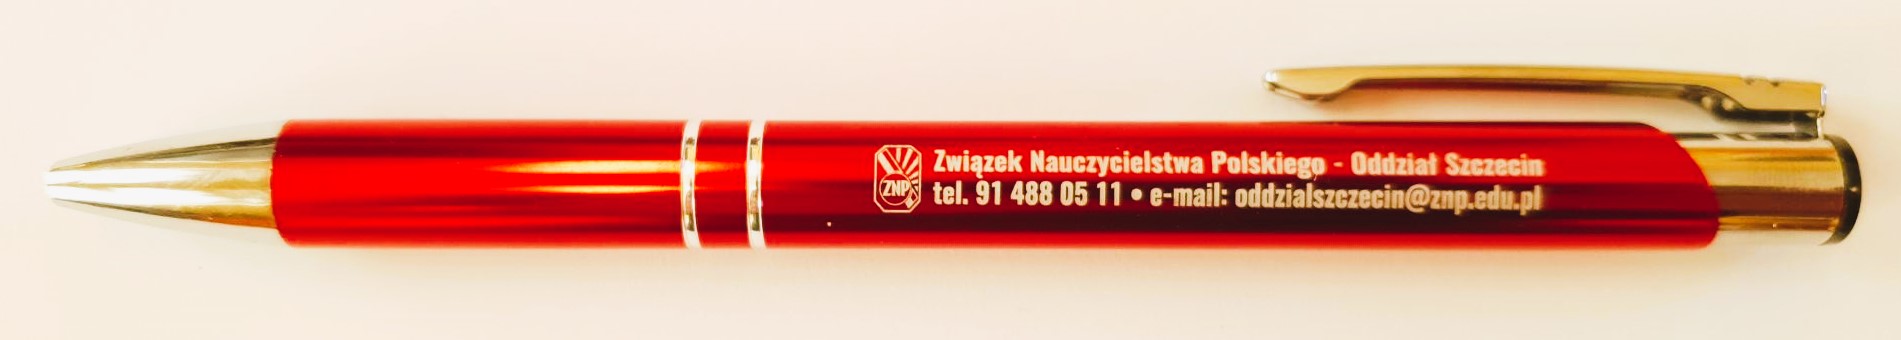 ZNP
Związek Nauczycielstwa Polskiego - Oddział Szczecin
tel. 91 488 05 11 • e-mail: oddzialszczecin@znp.edu.pl